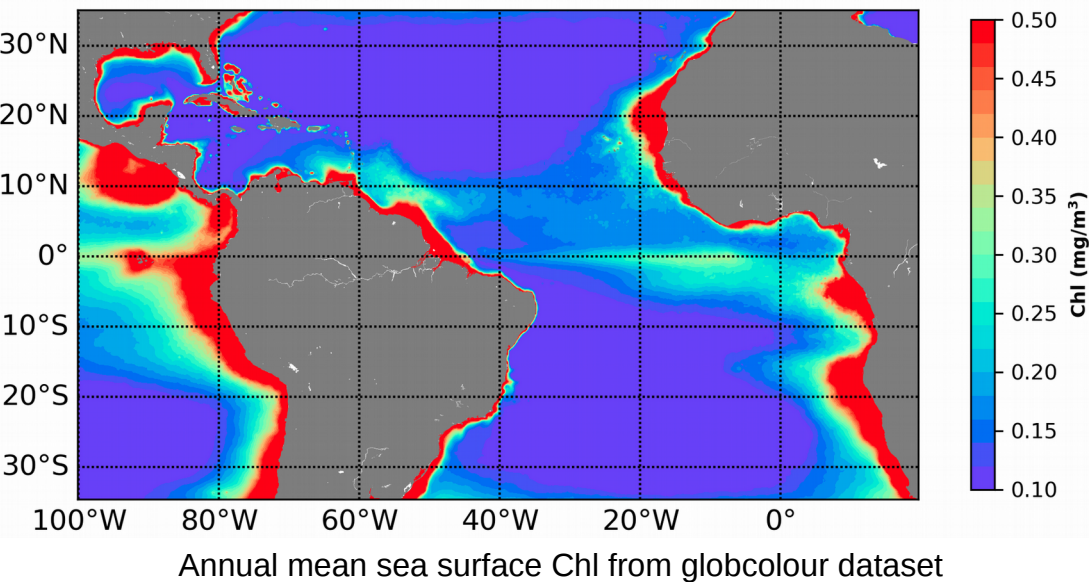 30°N
20°N
10°N
0°
10°S
20°S
30°S
100°W 80°W 60°W 40°W 20°W 0°
0.50
0.45
0.40
0.35
0.30
0.25
0.20
0.15
0.10
Chl (mg/m³)
Annual mean sea surface Chl from globcolour dataset